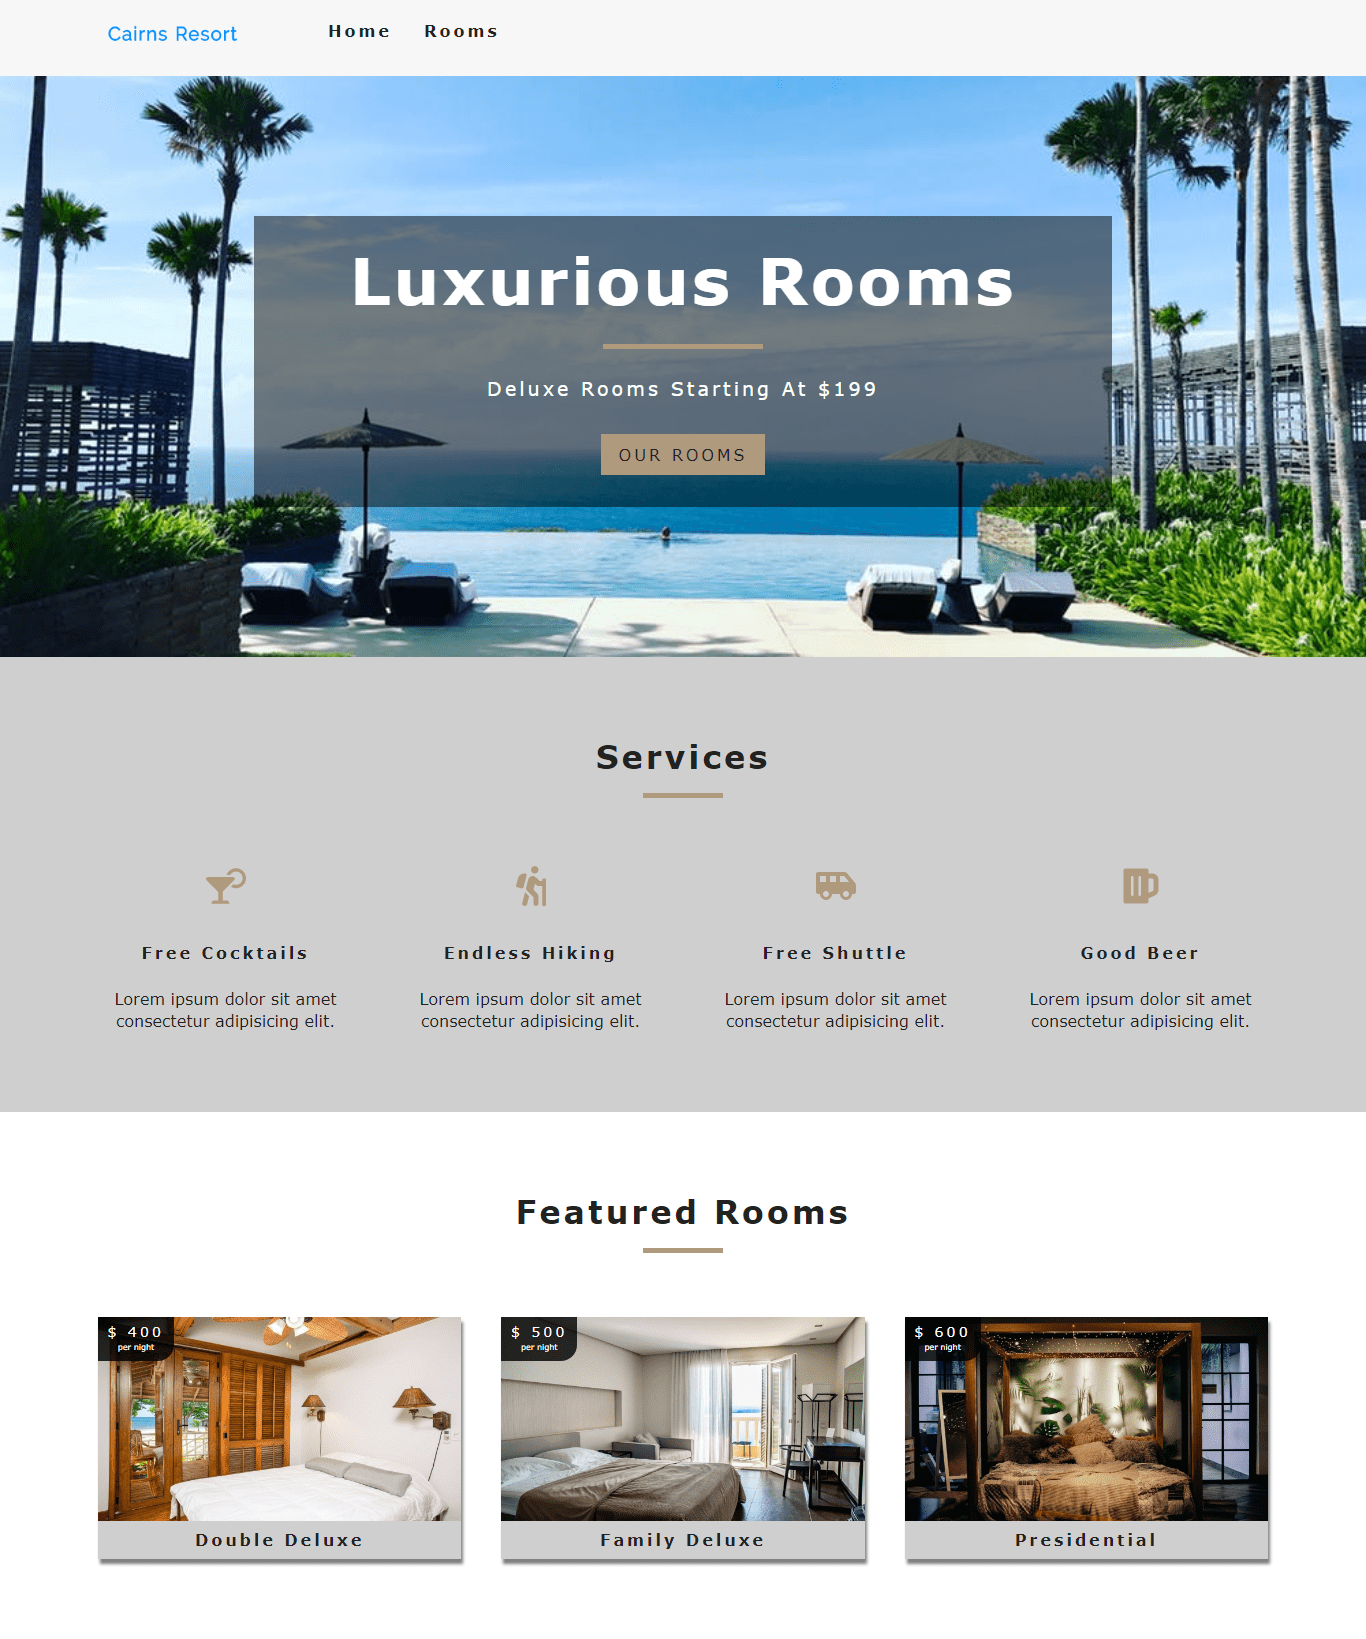 Cairns Resort Home Rooms
Luxurious Rooms
Deluxe Rooms Starting At $199
OUR ROOMS
Services
Free Cocktails
Lorem ipsum dolor sit amet
consectetur adipisicing elit.
Endless Hiking
Lorem ipsum dolor sit amet
consectetur adipisicing elit.
Free Shuttle
Lorem ipsum dolor sit amet
consectetur adipisicing elit.
Good Beer
Lorem ipsum dolor sit amet
consectetur adipisicing elit.
Featured Rooms
$ 400
per night
Double Deluxe
$ 500
per night
Family Deluxe
$ 600
per night
Presidential